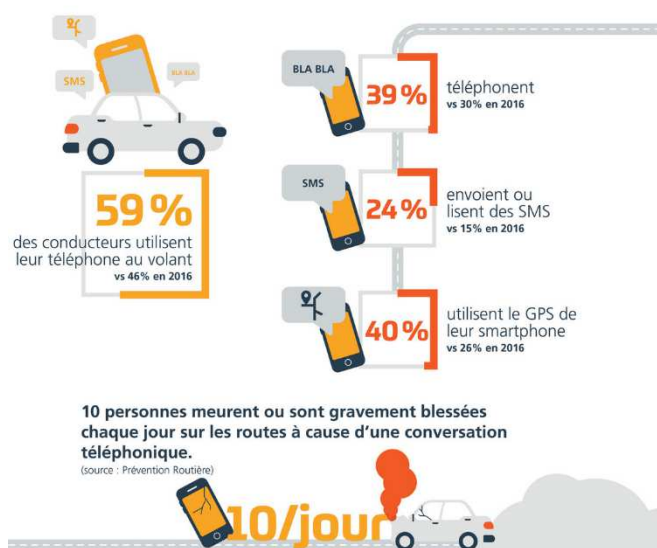 SMS
BLA BLA
59 %
des conducteurs utilisent
leur téléphone au volant
vs 46% en 2016
BLA BLA
39 %
téléphonent
vs 30% en 2016
SMS
24 %
envoient ou
lisent des SMS
vs 15% en 2016
40 %
utilisent le GPS de
leur smartphone
vs 26% en 2016
10 personnes meurent ou sont gravement blessées
chaque jour sur les routes à cause d'une conversation
téléphonique.
(source : Prévention Routière)
10/jour